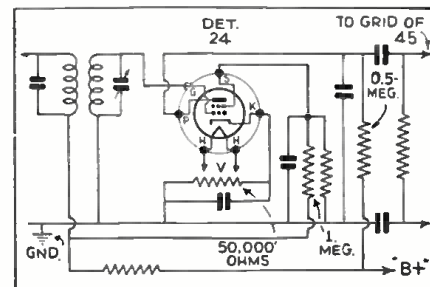 DET.
24
TO GRID OF
45
0.5-
MEG.
S
G
P
K
H
H
V
50,000'
OHMS
1.
MEG.
GND.
"B+"